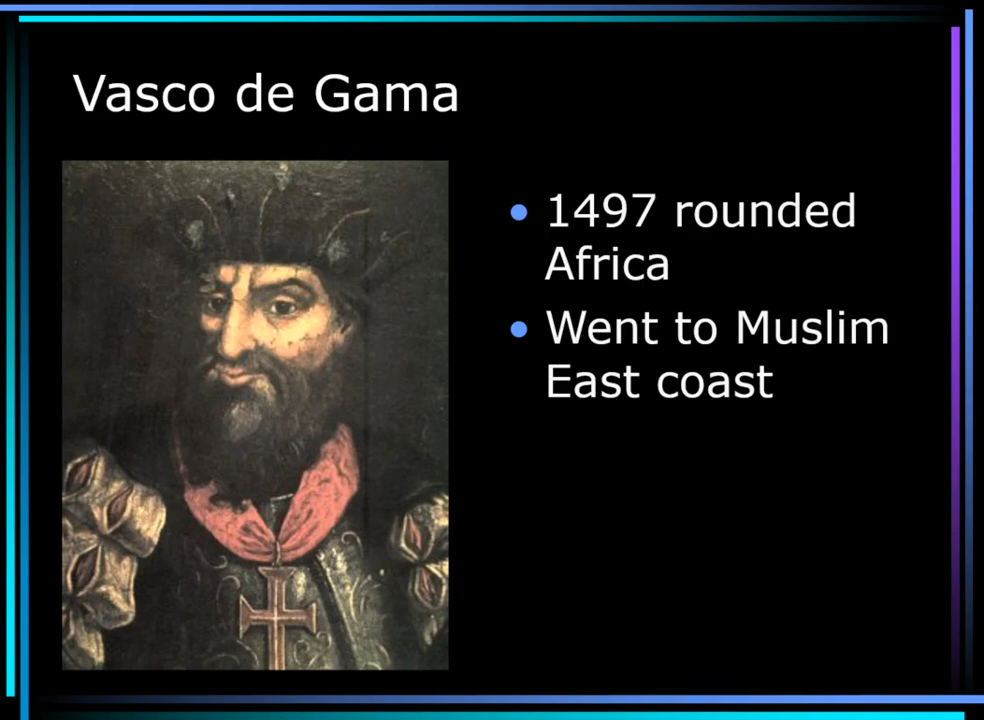 Vasco de Gama
• 1497 rounded
Africa
• Went to Muslim
East coast